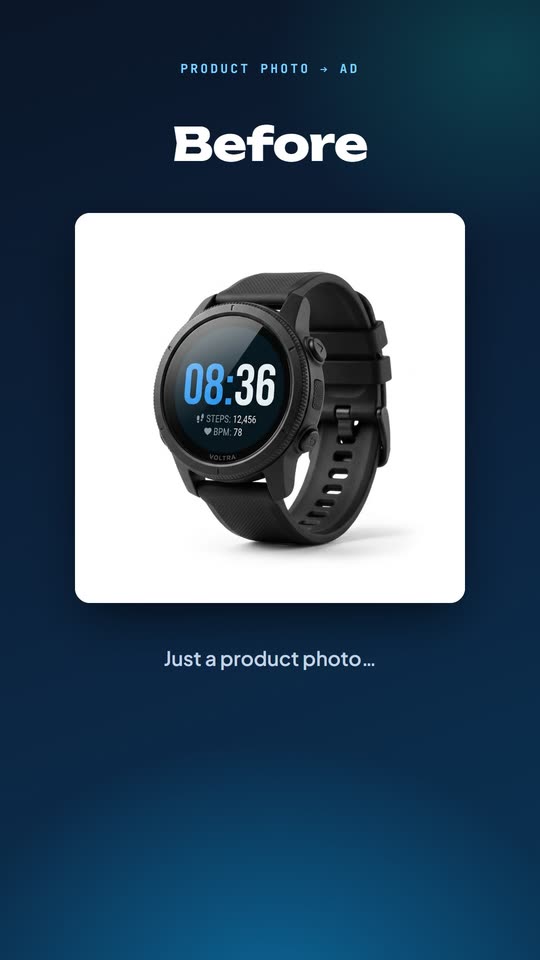 PRODUCT PHOTO → AD
Before
08:36
STEPS: 12,456
BPM: 78
VOLTRA
Just a product photo...